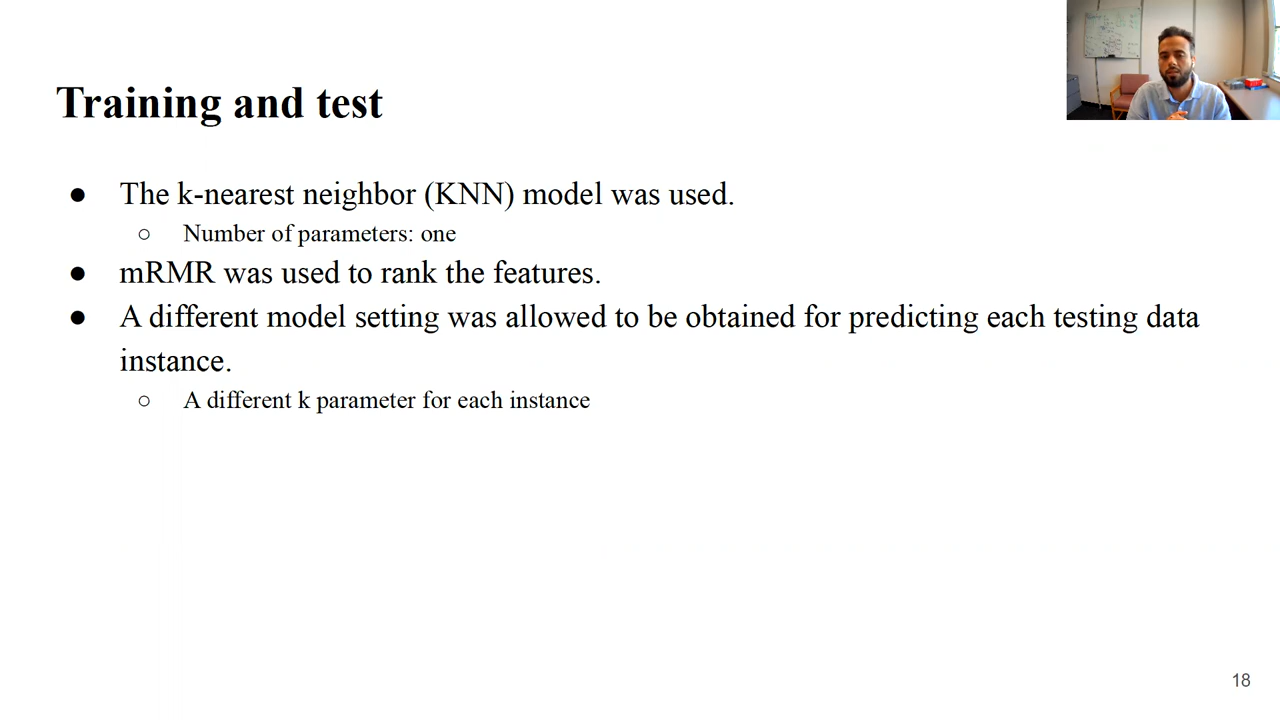 Training and test
● The k-nearest neighbor (KNN) model was used.
○ Number of parameters: one
● mRMR was used to rank the features.
● A different model setting was allowed to be obtained for predicting each testing data
instance.
○ A different k parameter for each instance
18